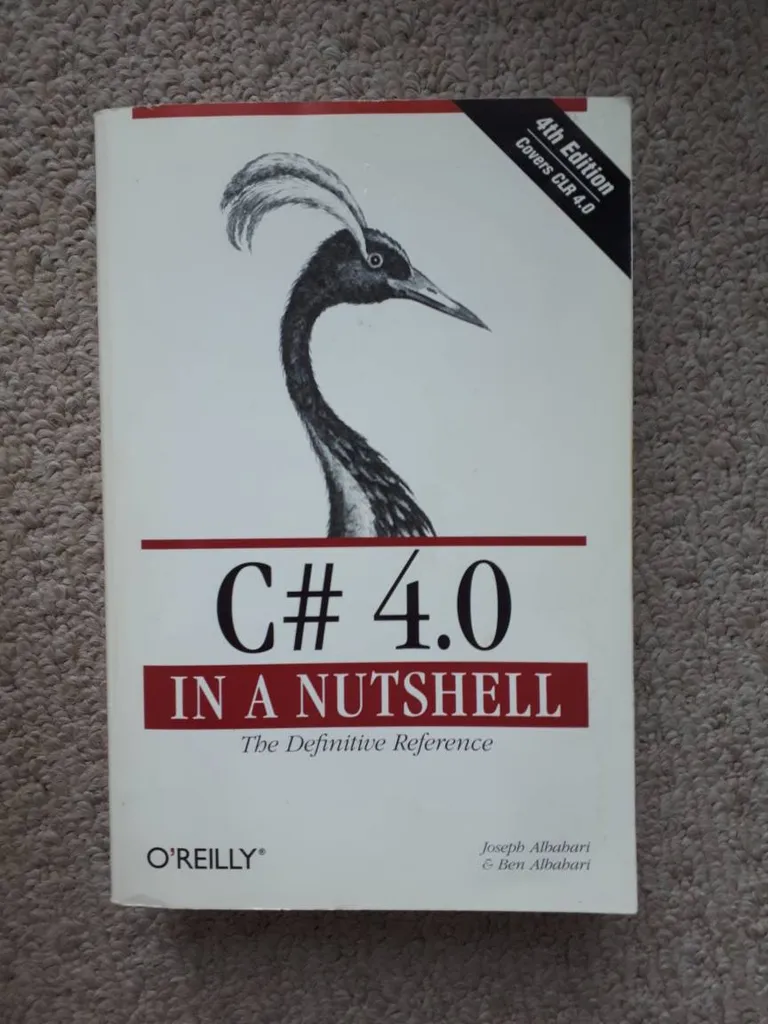 4th Edition
Covers CLR 4.0
C# 4.0
IN A NUTSHELL
The Definitive Reference
O'REILLY®
Joseph Albahari
& Ben Albahari